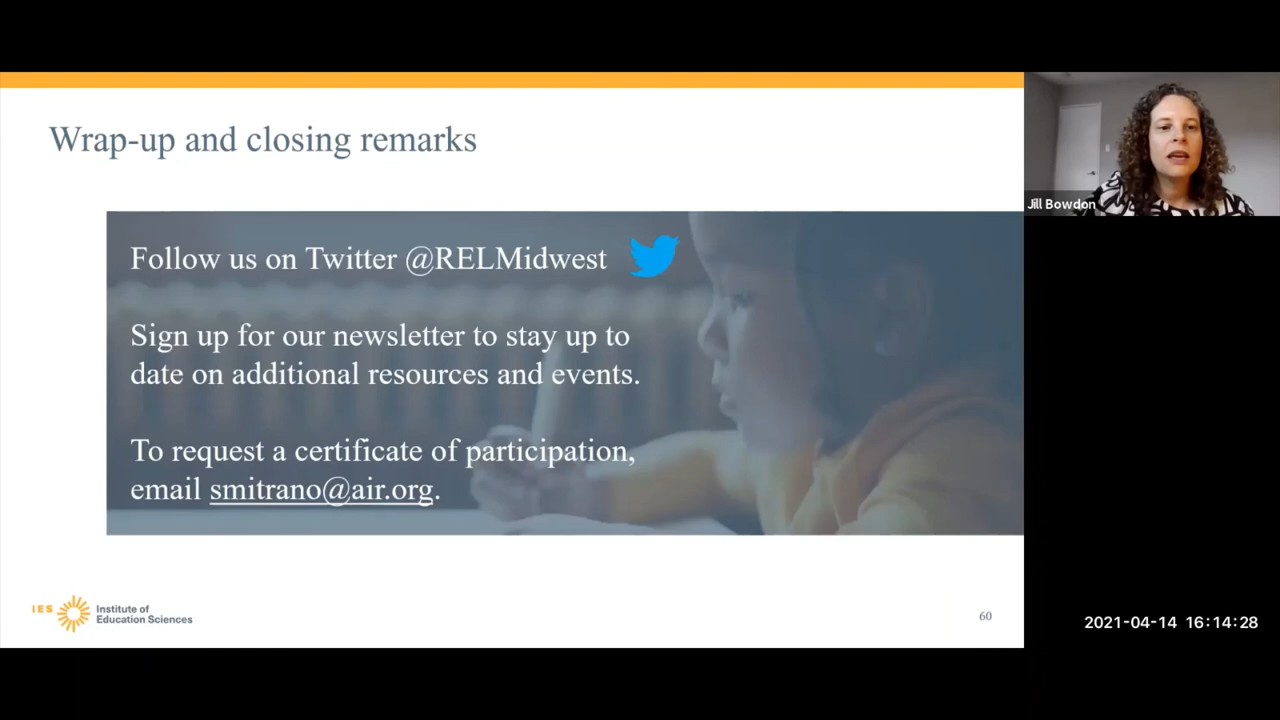 Wrap-up and closing remarks
Follow us on Twitter @RELMidwest
Sign up for our newsletter to stay up to
date on additional resources and events.
To request a certificate of participation,
email smitrano@air.org.
IES
Institute of
Education Sciences
60
Jill Bowdon
2021-04-14 16:14:28